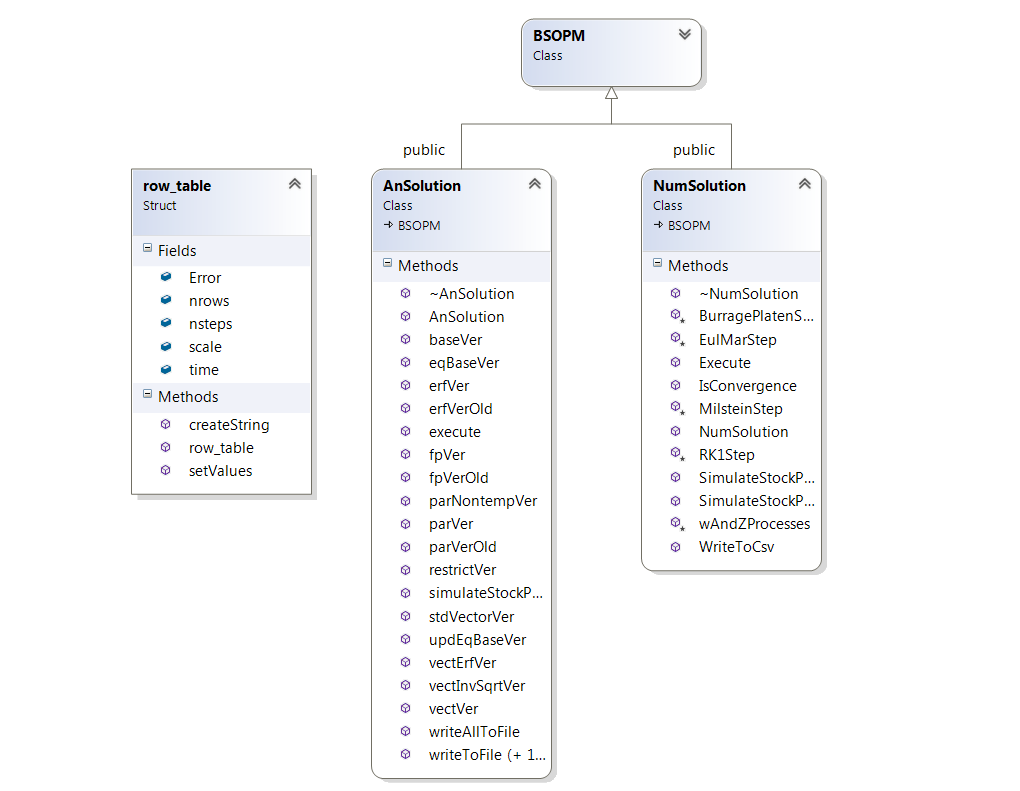 BSOPM
Class
public
public
row_table
Struct
Fields
Error
nrows
nsteps
scale
time
Methods
createString
row_table
setValues
AnSolution
Class
BSOPM
Methods
~AnSolution
AnSolution
baseVer
eqBaseVer
erfVer
erfVerOld
execute
fpVer
fpVerOld
parNontempVer
parVer
parVerOld
restrictVer
simulateStockP...
stdVectorVer
updEqBaseVer
vectErfVer
vectInvSqrtVer
vectVer
writeAllToFile
writeToFile (+ 1...
NumSolution
Class
BSOPM
Methods
~NumSolution
BurragePlatenS...
EulMarStep
Execute
IsConvergence
MilsteinStep
NumSolution
RK1Step
SimulateStockP...
SimulateStockP...
wAndZProcesses
WriteToCsv